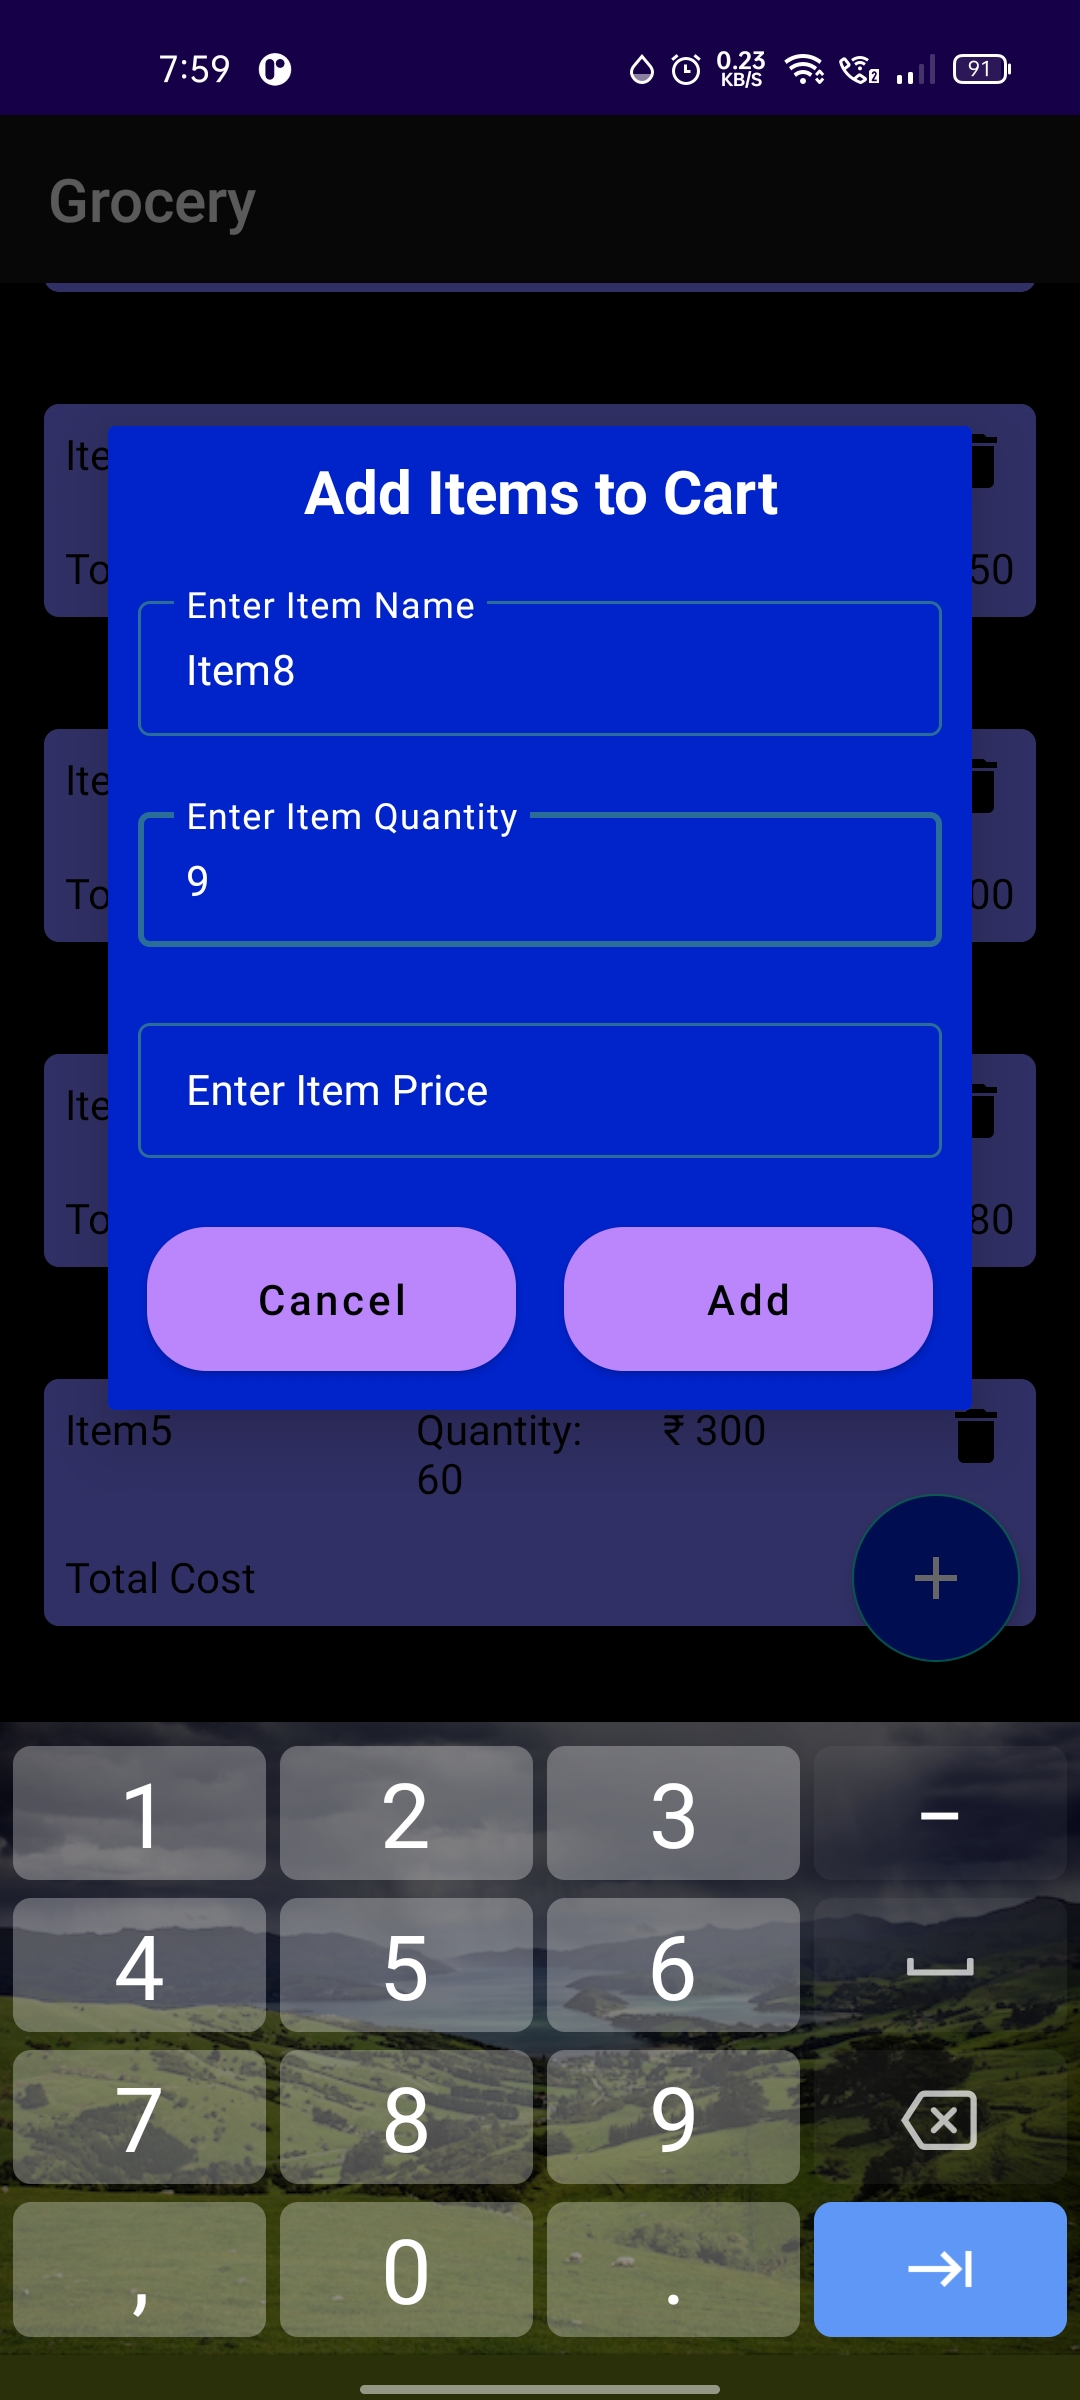 7:59 0.23 KB/S 2 91
Grocery
Ite
To 50
Add Items to Cart
Enter Item Name
Item8
Ite
Enter Item Quantity
9
To 00
Enter Item Price
Ite
To 80
Cancel Add
Item5 Quantity: 60 ₹ 300
Total Cost
+
1 2 3 −
4 5 6
7 8 9
, 0 .